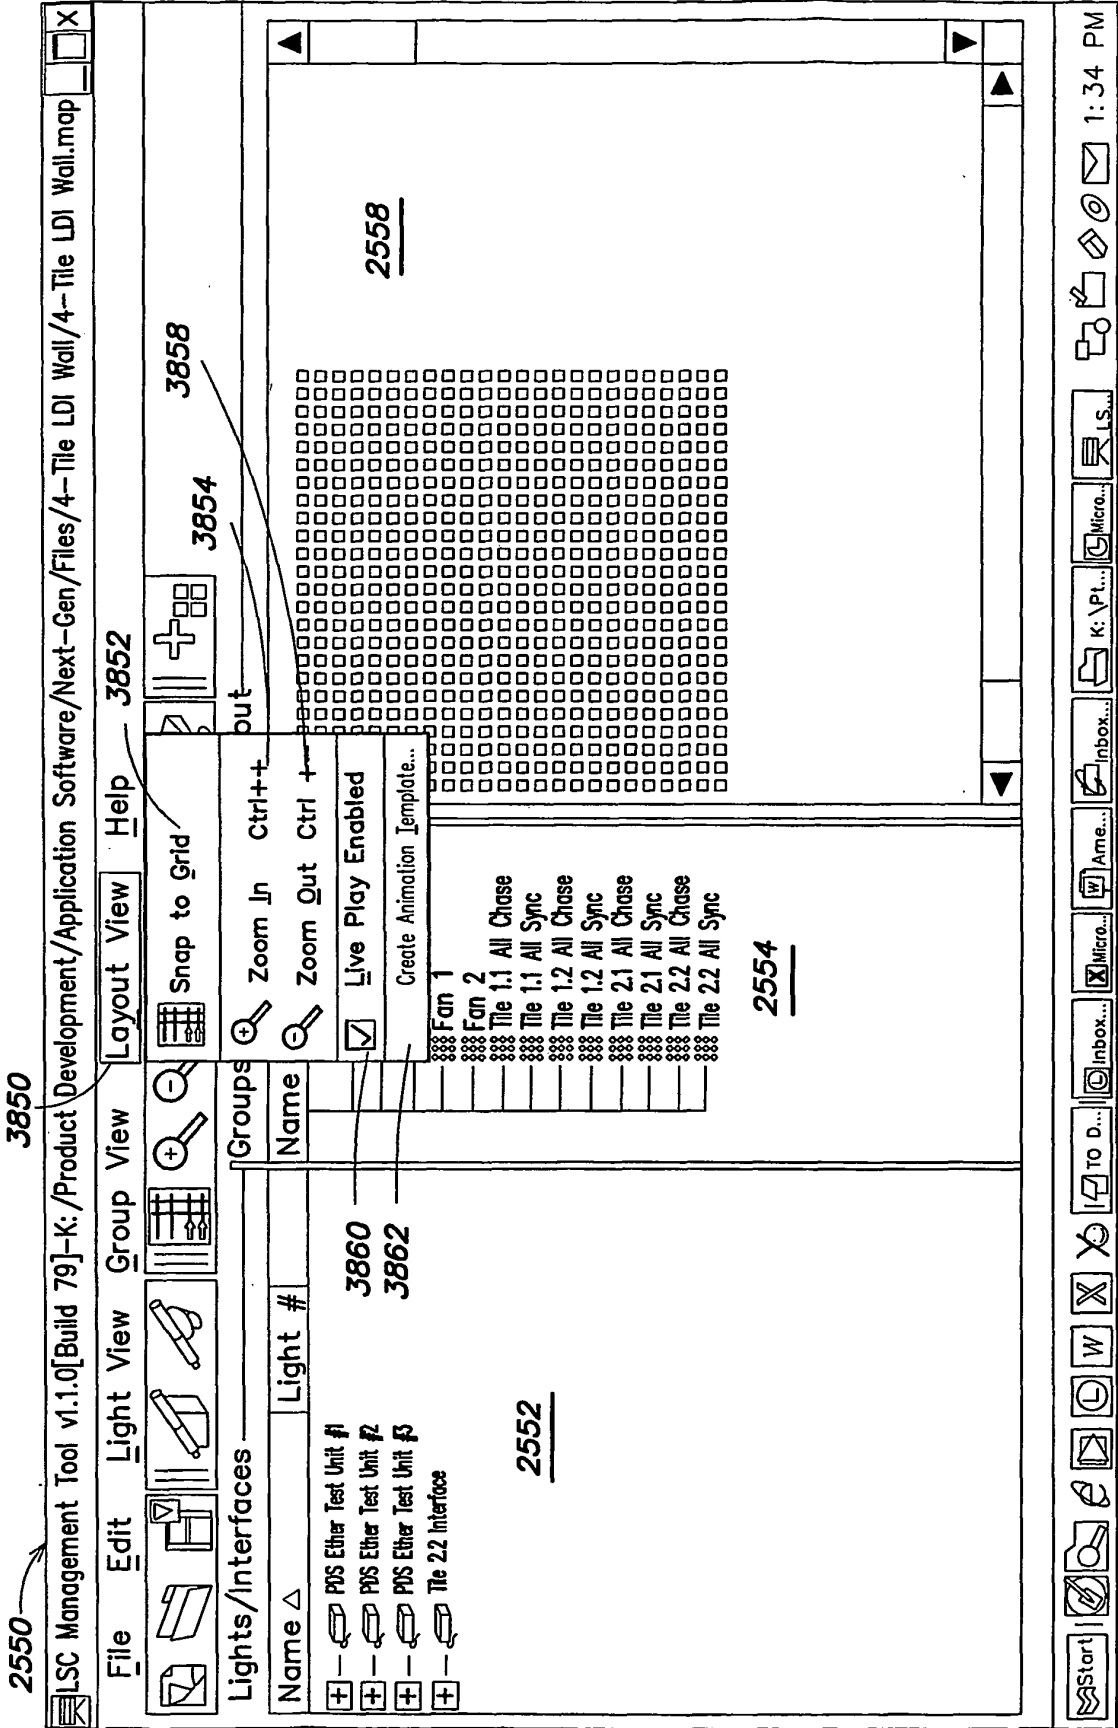 2550
3850
LSC Management Tool v1.1.0[Build 79]-K:/Product Development/Application Software/Next-Gen/Files/4-Tile LDI Wall/4-Tile LDI Wall.map
File Edit Light View Group View Layout View Help
3852
3854
3858
Snap to Grid
Zoom In Ctrl++
Zoom Out Ctrl +
Live Play Enabled
Create Animation Template...
Lights/Interfaces
Groups
out
Name
Light #
Name
PDS Ether Test Unit #1
PDS Ether Test Unit #2
PDS Ether Test Unit #3
Tile 2.2 Interface
3860
3862
Fan 1
Fan 2
Tile 1.1 All Chase
Tile 1.1 All Sync
Tile 1.2 All Chase
Tile 1.2 All Sync
Tile 2.1 All Chase
Tile 2.1 All Sync
Tile 2.2 All Chase
Tile 2.2 All Sync
2552
2554
2558
Start
TO D...
Inbox...
Micro...
Ame...
Inbox...
K: \Pt...
Micro...
LS...
1:34 PM